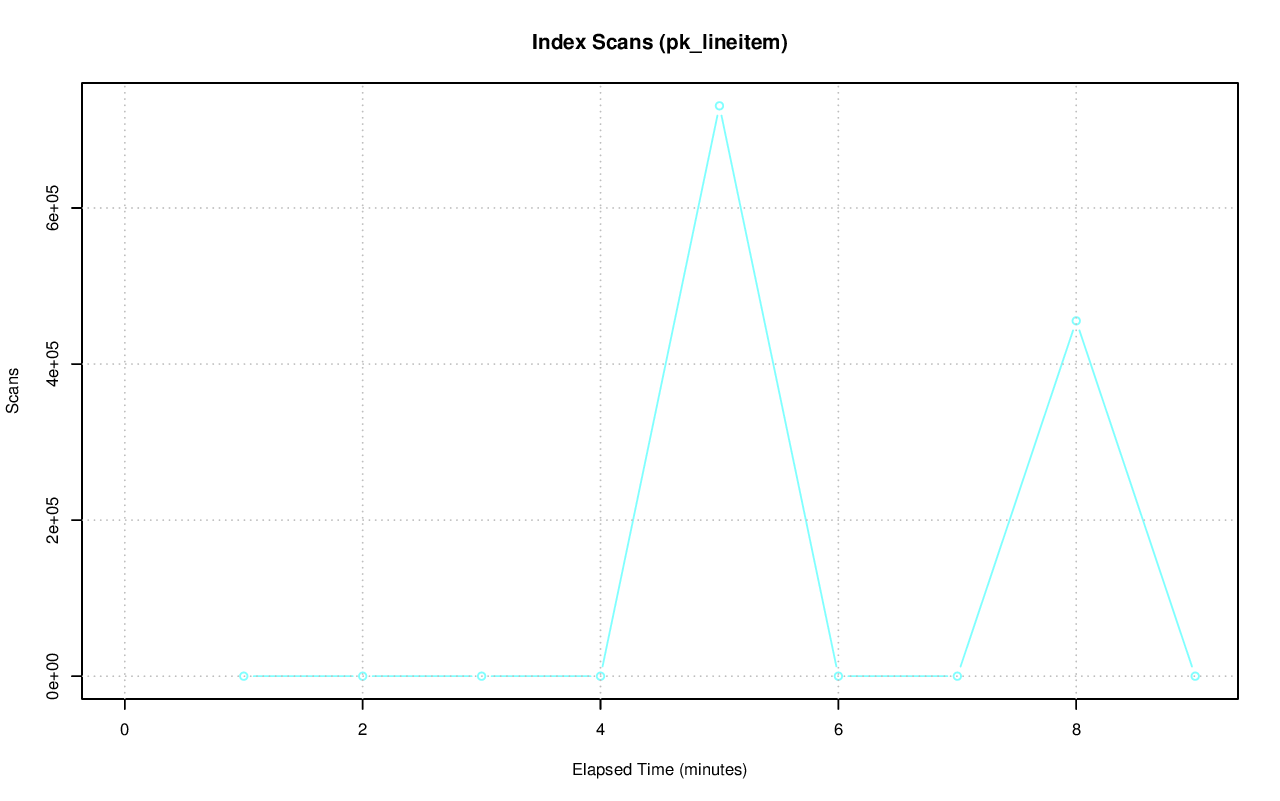 Index Scans (pk_lineitem)
6e+05
4e+05
2e+05
0e+00
Scans
0 2 4 6 8
Elapsed Time (minutes)